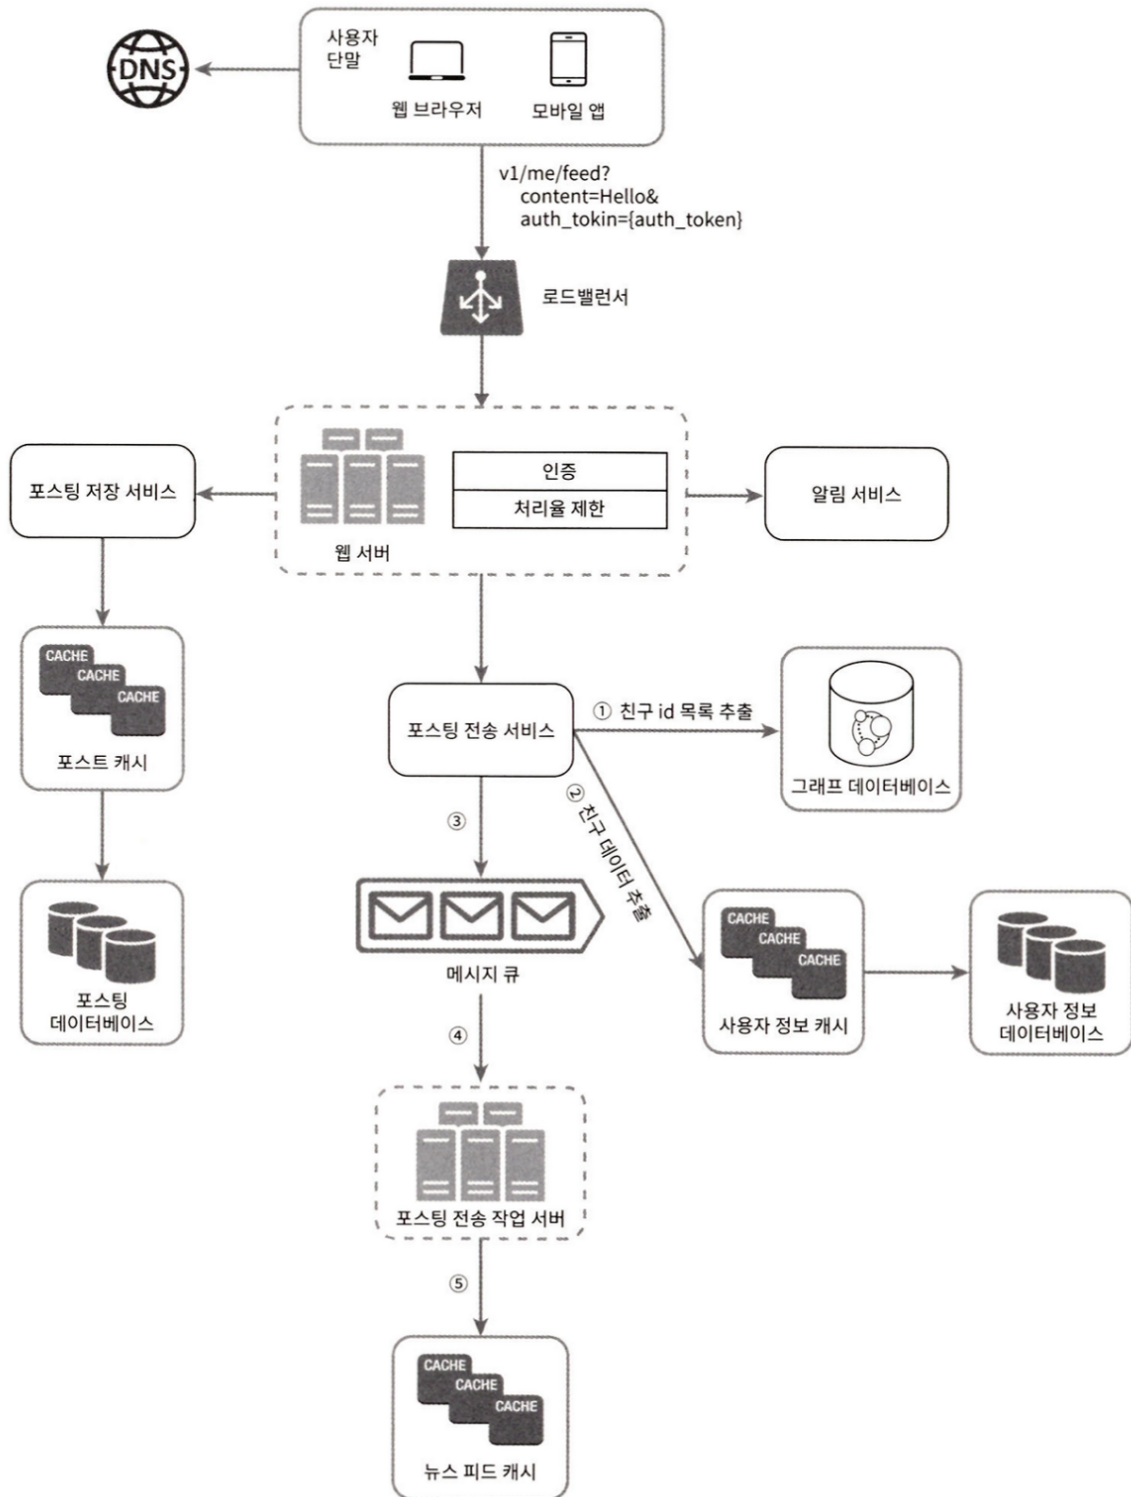 사용자
단말
DNS
웹 브라우저
모바일 앱
v1/me/feed?
content=Hello&
auth_tokin={auth_token}
로드밸런서
포스팅 저장 서비스
인증
처리율 제한
웹 서버
알림 서비스
CACHE
CACHE
CACHE
포스트 캐시
포스팅 전송 서비스
① 친구 id 목록 추출
그래프 데이터베이스
② 친구 데이터 추출
③
메시지 큐
포스팅
데이터베이스
CACHE
CACHE
CACHE
사용자 정보 캐시
사용자 정보
데이터베이스
④
포스팅 전송 작업 서버
⑤
CACHE
CACHE
CACHE
뉴스 피드 캐시